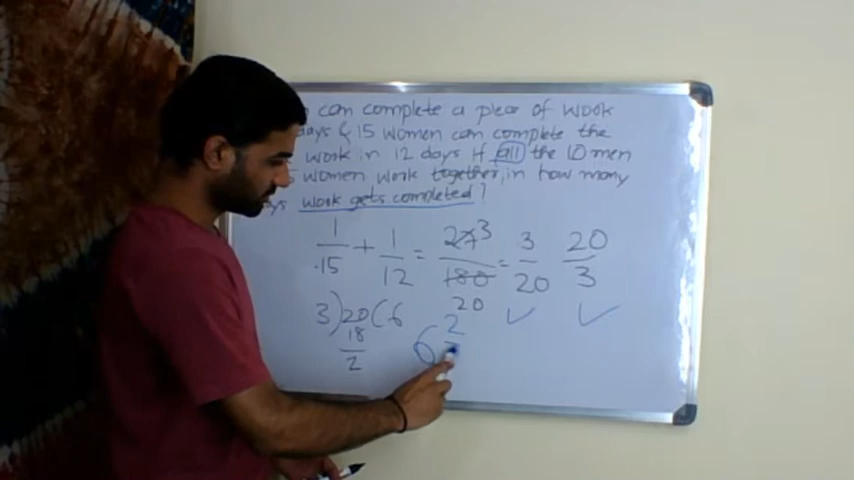 can complete a piece of work
days & 15 women can complete the
work in 12 days If all the 10 men
women work together, in how many
work gets completed ?
1/15 + 1/12 = 27 3/180 20 = 3/20 20/3
3)20(6
18
2
6 2